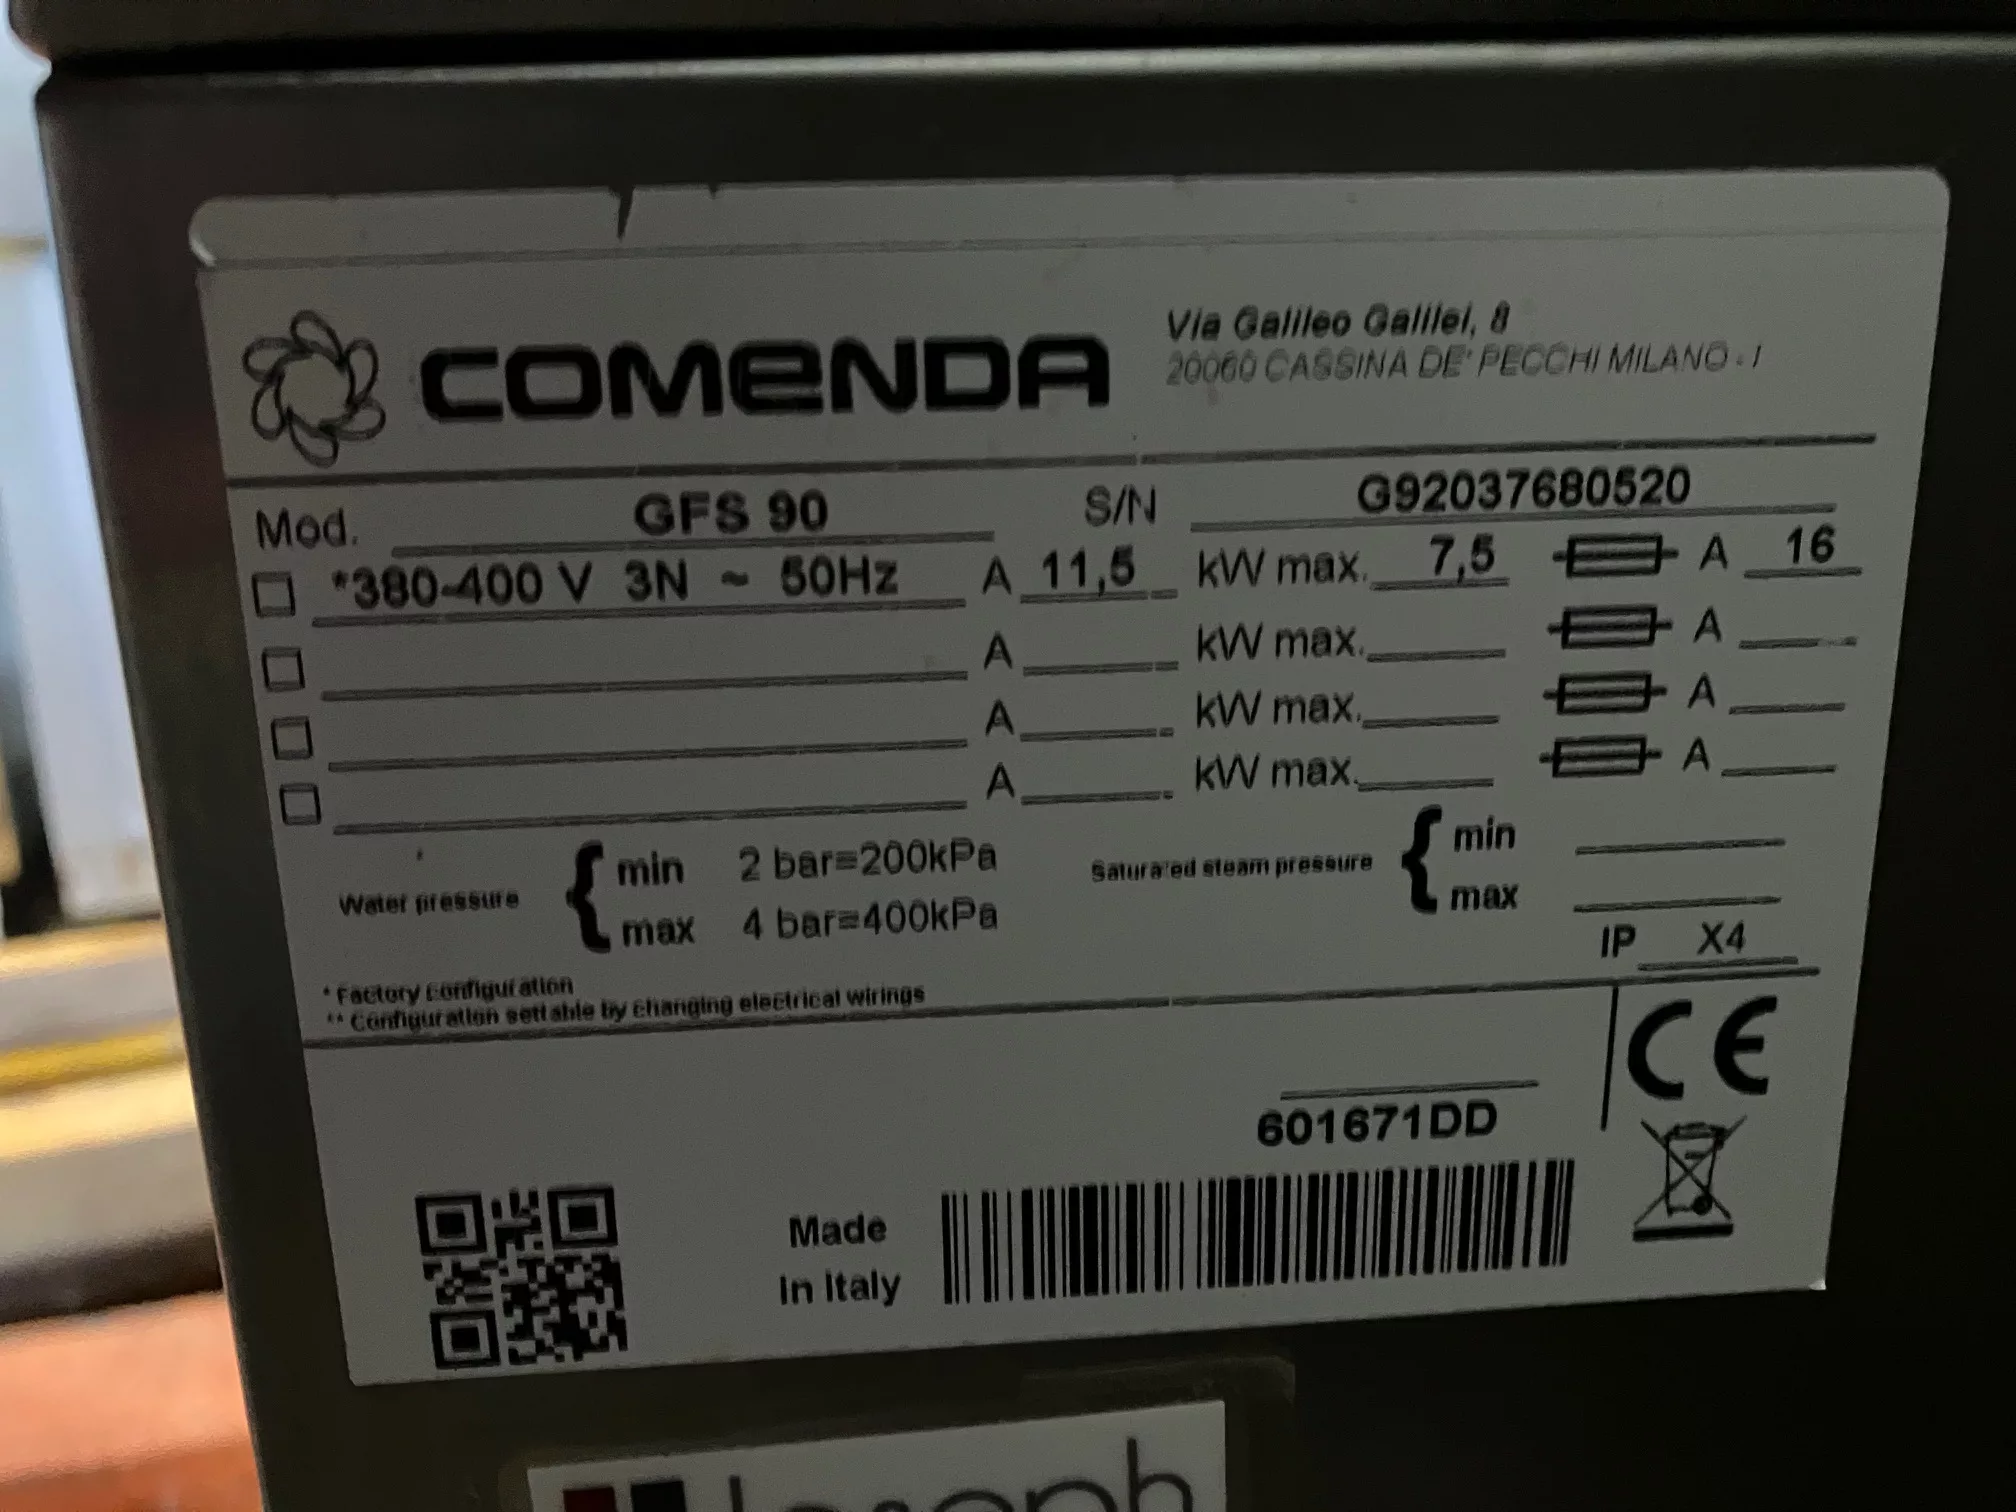 COMENDA
Via Galileo Galilei, 8
20060 CASSINA DE' PECCHI MILANO - I
Mod. GFS 90 S/N G92037680520
*380-400 V 3N ~ 50Hz A 11,5 kW max. 7,5 A 16
A kW max. A
A kW max. A
A kW max. A
Water pressure { min 2 bar=200kPa
max 4 bar=400kPa
Saturated steam pressure { min
max
IP X4
* Factory configuration
** Configuration settable by changing electrical wirings
CE
601671DD
Made
In Italy
Joseph